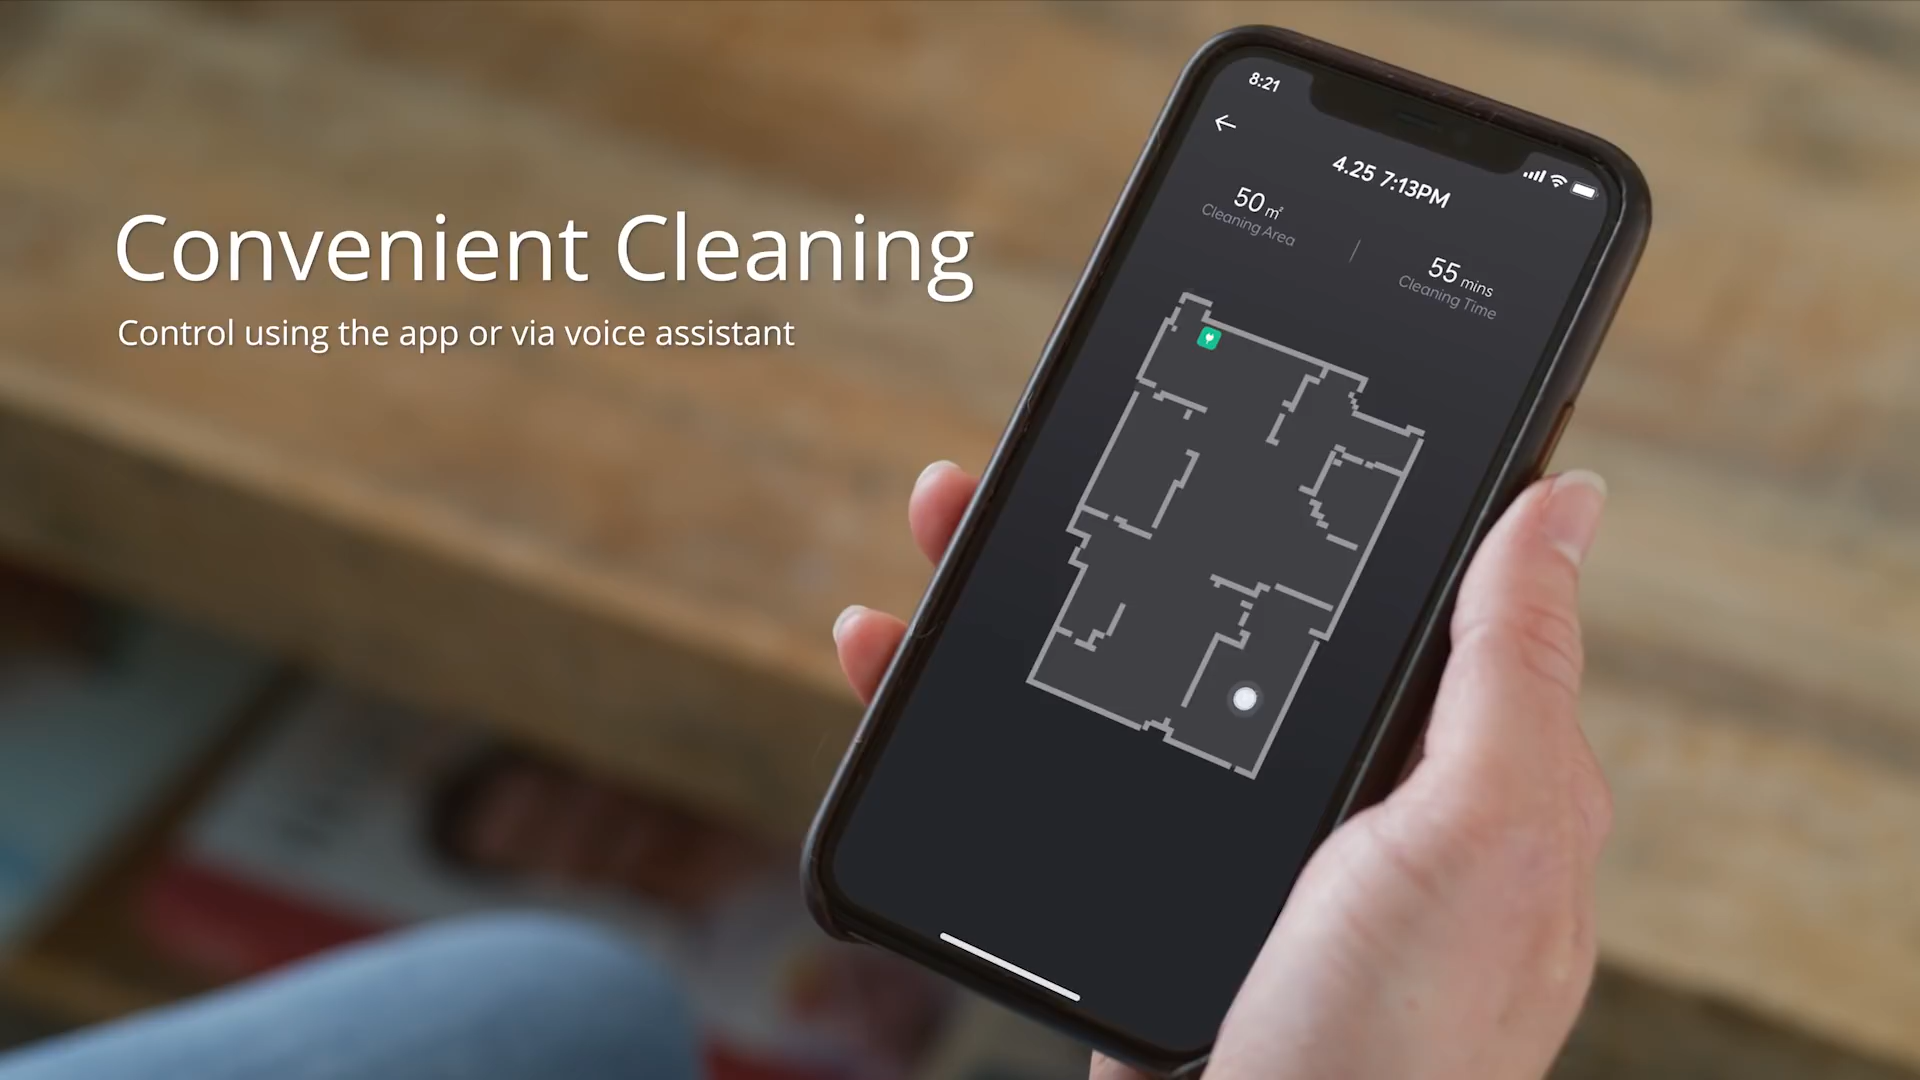 Convenient Cleaning
Control using the app or via voice assistant
8:21
4.25 7:13PM
50 m²
Cleaning Area
55 mins
Cleaning Time